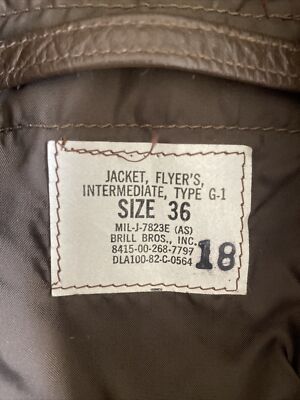 JACKET, FLYER'S,
INTERMEDIATE, TYPE G-1
SIZE 36
MIL-J-7823E (AS)
BRILL BROS., INC.
8415-00-268-7797
DLA100-82-C-0564
18